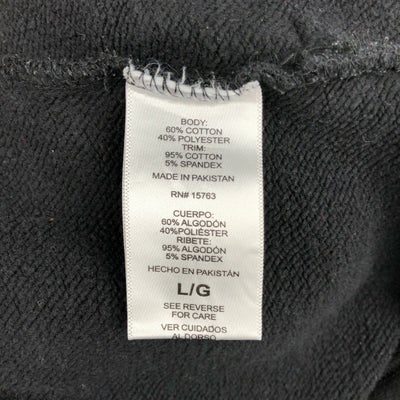 BODY:
60% COTTON
40% POLYESTER
TRIM:
95% COTTON
5% SPANDEX
MADE IN PAKISTAN
RN# 15763
CUERPO:
60% ALGODÓN
40%POLIÉSTER
RIBETE:
95% ALGODÓN
5% SPANDEX
HECHO EN PAKISTÁN
L/G
SEE REVERSE
FOR CARE
VER CUIDADOS
AL DORSO